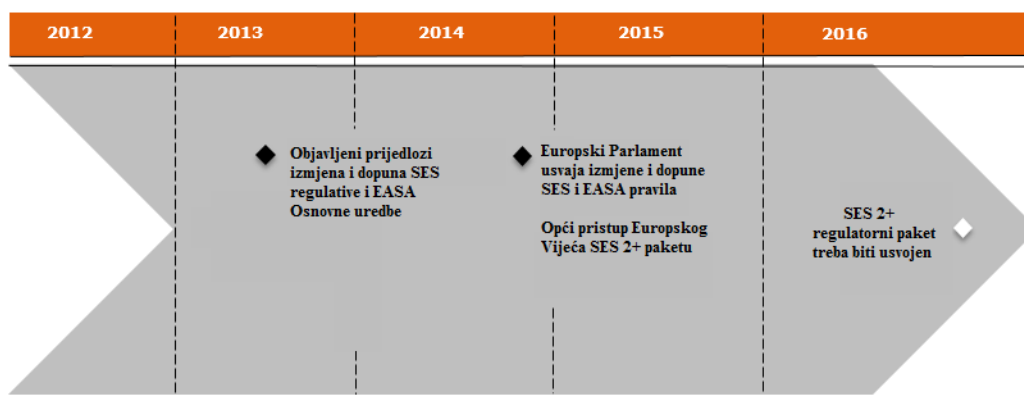 2012 2013 2014 2015 2016
Objavljeni prijedlozi
izmjena i dopuna SES
regulative i EASA
Osnovne uredbe
Europski Parlament
usvaja izmjene i dopune
SES i EASA pravila
Opći pristup Europskog
Vijeća SES 2+ paketu
SES 2+
regulatorni paket
treba biti usvojen